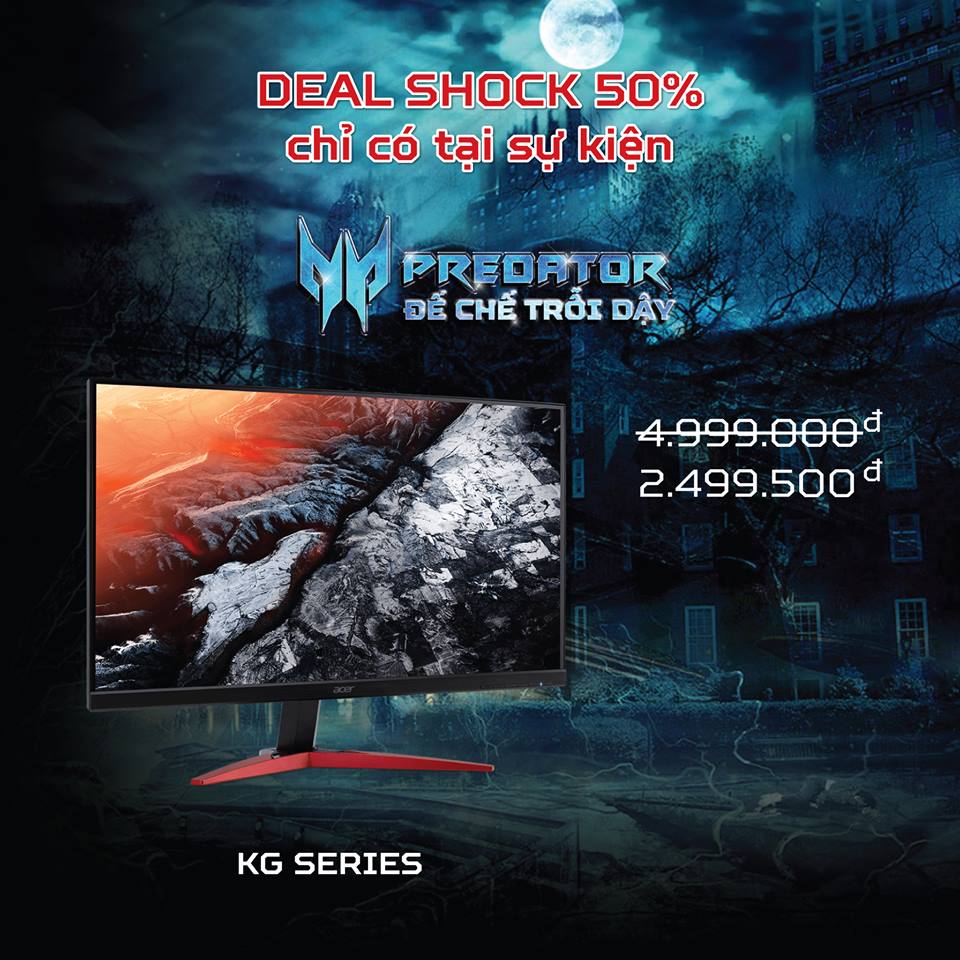 DEAL SHOCK 50%
chỉ có tại sự kiện
PREDATOR
ĐẾ CHẾ TRỖI DẬY
4.999.000đ
2.499.500đ
acer
KG SERIES